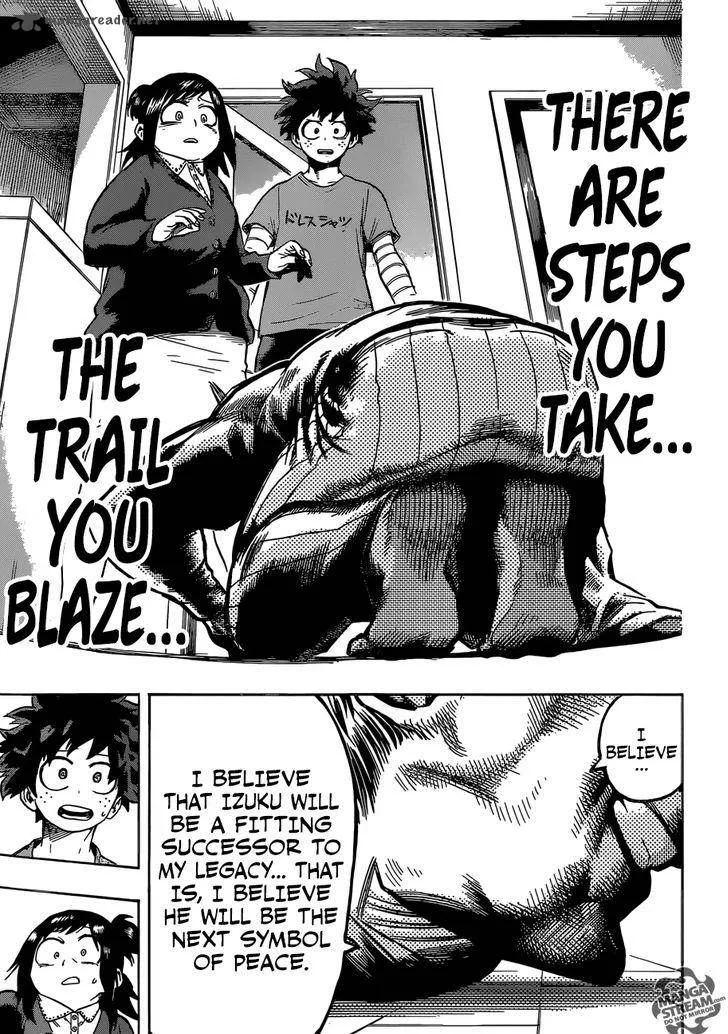 THERE
ARE
STEPS
YOU
TAKE...
ドレスシャツ
THE
TRAIL
YOU
BLAZE...
I
BELIEVE
...
I BELIEVE
THAT IZUKU WILL
BE A FITTING
SUCCESSOR TO
MY LEGACY... THAT
IS, I BELIEVE
HE WILL BE THE
NEXT SYMBOL
OF PEACE.
MANGA
STREAM.com
DO NOT MIRROR!